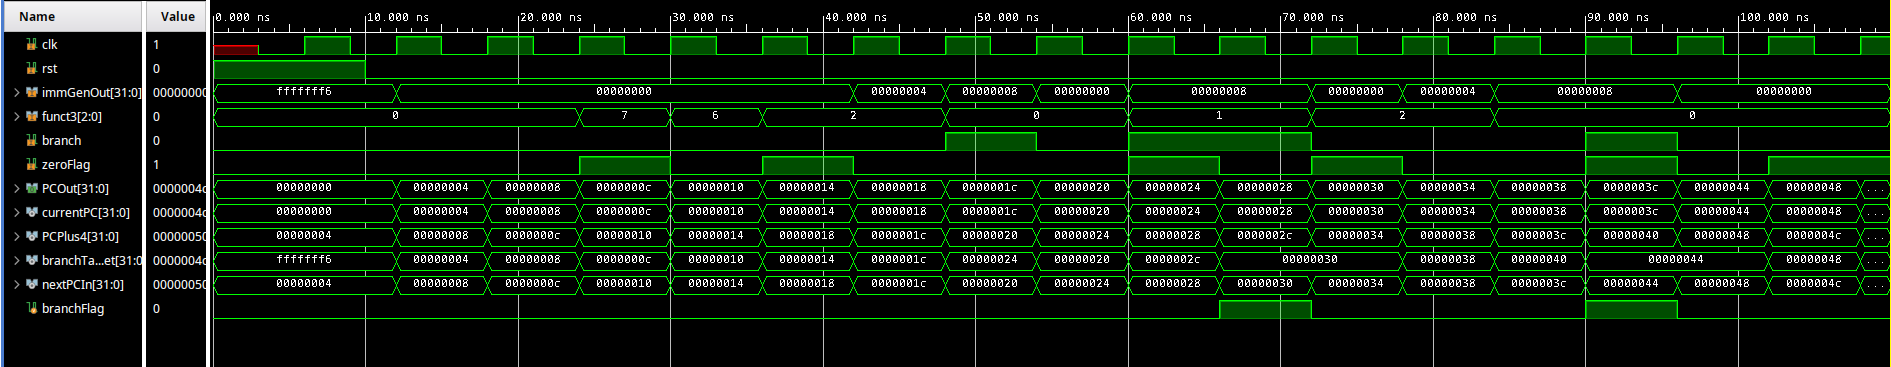 Name Value 0.000 ns 10.000 ns 20.000 ns 30.000 ns 40.000 ns 50.000 ns 60.000 ns 70.000 ns 80.000 ns 90.000 ns 100.000 ns
clk 1
rst 0
immGenOut[31:0] 00000000 fffffff6 00000000 00000004 00000008 00000000 00000008 00000000 00000004 00000008 00000000
funct3[2:0] 0 0 7 6 2 0 1 2 0
branch 0
zeroFlag 1
PCOut[31:0] 0000004c 00000000 00000004 00000008 0000000c 00000010 00000014 00000018 0000001c 00000020 00000024 00000028 00000030 00000034 00000038 0000003c 00000044 00000048 ...
currentPC[31:0] 0000004c 00000000 00000004 00000008 0000000c 00000010 00000014 00000018 0000001c 00000020 00000024 00000028 00000030 00000034 00000038 0000003c 00000044 00000048 ...
PCPlus4[31:0] 00000050 00000004 00000008 0000000c 00000010 00000014 00000018 0000001c 00000020 00000024 00000028 0000002c 00000034 00000038 0000003c 00000040 00000048 0000004c ...
branchTa...et[31:0 0000004c fffffff6 00000004 00000008 0000000c 00000010 00000014 0000001c 00000024 00000020 0000002c 00000030 00000038 00000040 00000044 00000048 ...
nextPCIn[31:0] 00000050 00000004 00000008 0000000c 00000010 00000014 00000018 0000001c 00000020 00000024 00000028 00000030 00000034 00000038 0000003c 00000044 00000048 0000004c ...
branchFlag 0